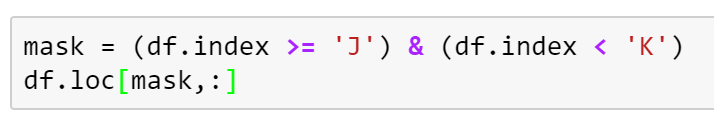 mask = (df.index >= 'J') & (df.index < 'K')
df.loc[mask,:]